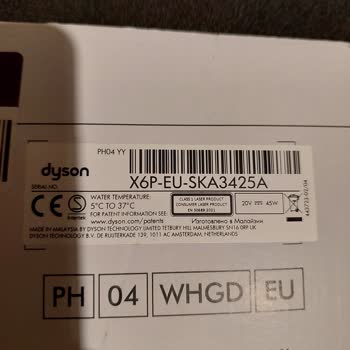 PH04 YY
dyson
SERIAL NO.
X6P-EU-SKA3425A
CE
Intertek
WATER TEMPERATURE:
5°C TO 37°C
FOR PATENT INFORMATION SEE:
www.dyson.com/patents
CLASS 1 LASER PRODUCT
CONSUMER LASER PRODUCT
EN 50689:2021
20V 45W
Изготовлено в Малайзии
MADE IN MALAYSIA BY DYSON TECHNOLOGY LIMITED TETBURY HILL MALMESBURY SN16 0RP UK
DYSON TECHNOLOGY B.V. DE RUIJTERKADE 139, 1011 AC AMSTERDAM, NEDERLAND
PH 04 WHGD EU